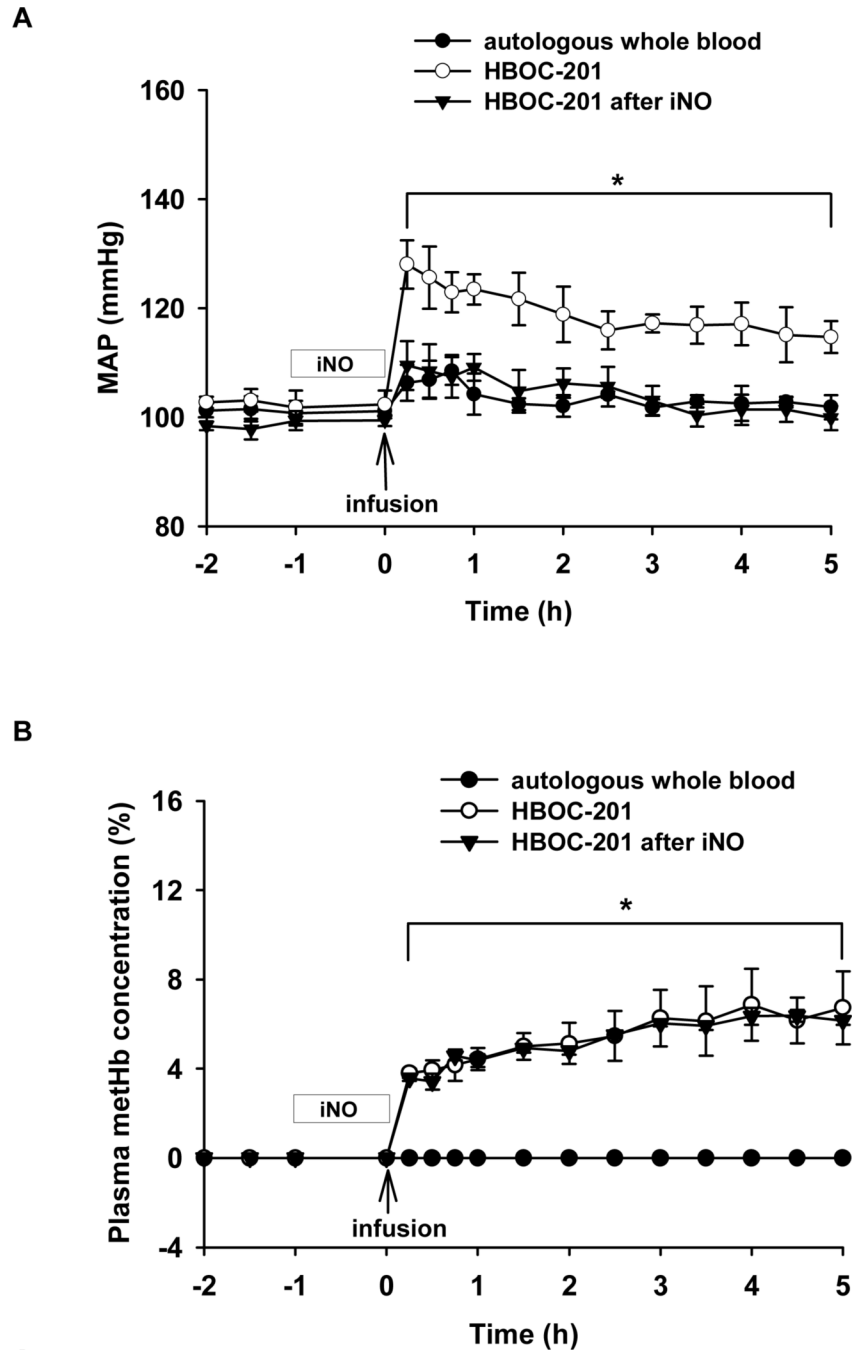 A
autologous whole blood
HBOC-201
HBOC-201 after iNO
160
140
120
100
80
MAP (mmHg)
*
iNO
infusion
-2 -1 0 1 2 3 4 5
Time (h)
B
autologous whole blood
HBOC-201
HBOC-201 after iNO
16
12
8
4
0
-4
Plasma metHb concentration (%)
*
iNO
infusion
-2 -1 0 1 2 3 4 5
Time (h)